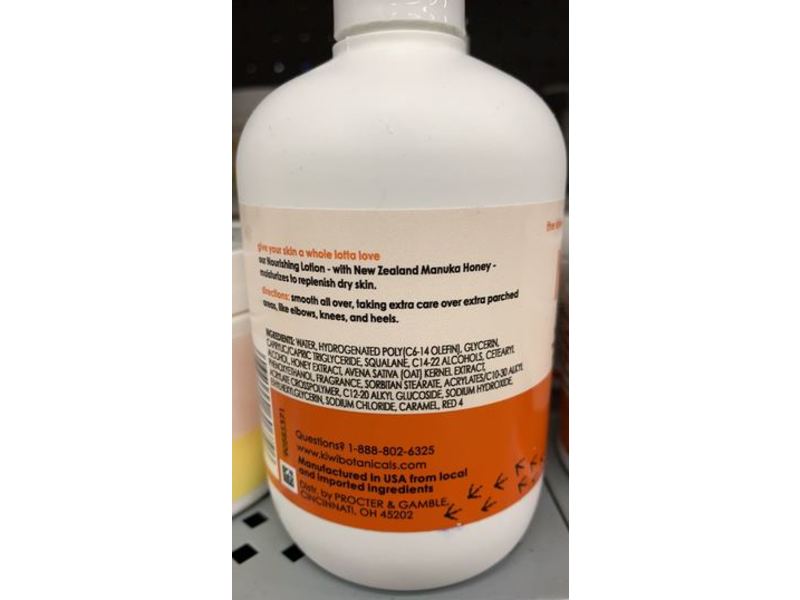 give your skin a whole lotta love
our Nourishing Lotion - with New Zealand Manuka Honey -
moisturizes to replenish dry skin.
directions: smooth all over, taking extra care over extra parched
areas, like elbows, knees, and heels.
INGREDIENTS: WATER, HYDROGENATED POLY(C6-14 OLEFIN), GLYCERIN,
CAPRYLIC/CAPRIC TRIGLYCERIDE, SQUALANE, C14-22 ALCOHOLS, CETEARYL
ALCOHOL, HONEY EXTRACT, AVENA SATIVA (OAT) KERNEL EXTRACT,
PHENOXYETHANOL, FRAGRANCE, SORBITAN STEARATE, ACRYLATES/C10-30 ALKYL
ACRYLATE CROSSPOLYMER, C12-20 ALKYL GLUCOSIDE, SODIUM HYDROXIDE,
ETHYLHEXYLGLYCERIN, SODIUM CHLORIDE, CARAMEL, RED 4
Questions? 1-888-802-6325
www.kiwibotanicals.com
Manufactured in USA from local
and imported ingredients
Distr. by PROCTER & GAMBLE,
CINCINNATI, OH 45202
the